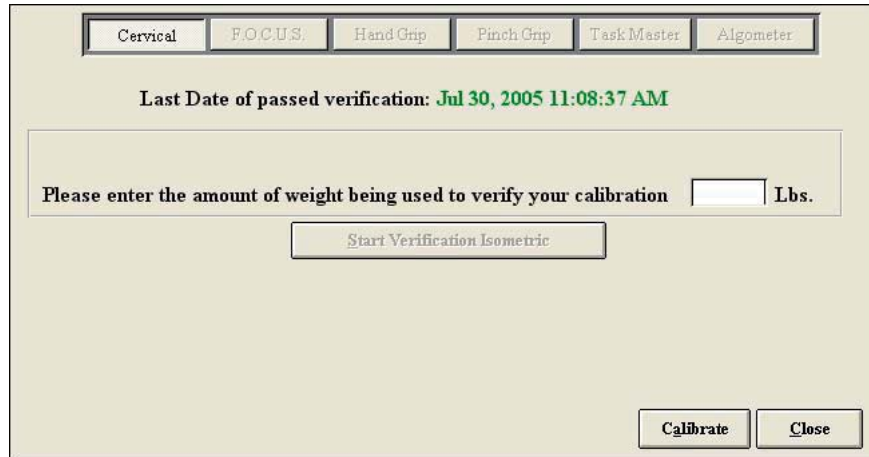 Cervical F.O.C.U.S. Hand Grip Pinch Grip Task Master Algometer
Last Date of passed verification: Jul 30, 2005 11:08:37 AM
Please enter the amount of weight being used to verify your calibration Lbs.
Start Verification Isometric
Calibrate Close